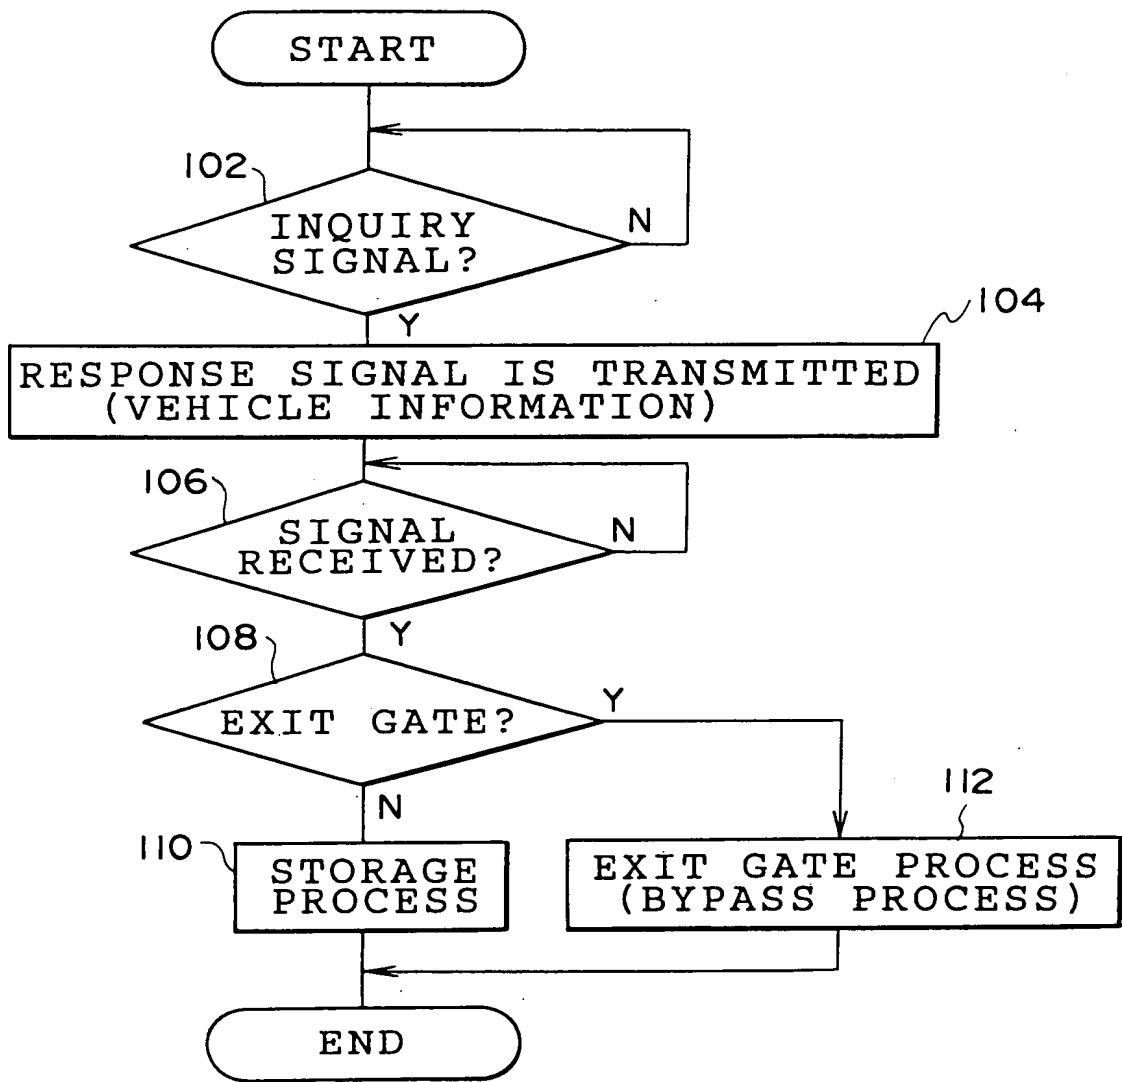 START
102
INQUIRY
SIGNAL?
N
Y
104
RESPONSE SIGNAL IS TRANSMITTED
(VEHICLE INFORMATION)
106
SIGNAL
RECEIVED?
N
Y
108
EXIT GATE?
Y
N
110
STORAGE
PROCESS
112
EXIT GATE PROCESS
(BYPASS PROCESS)
END